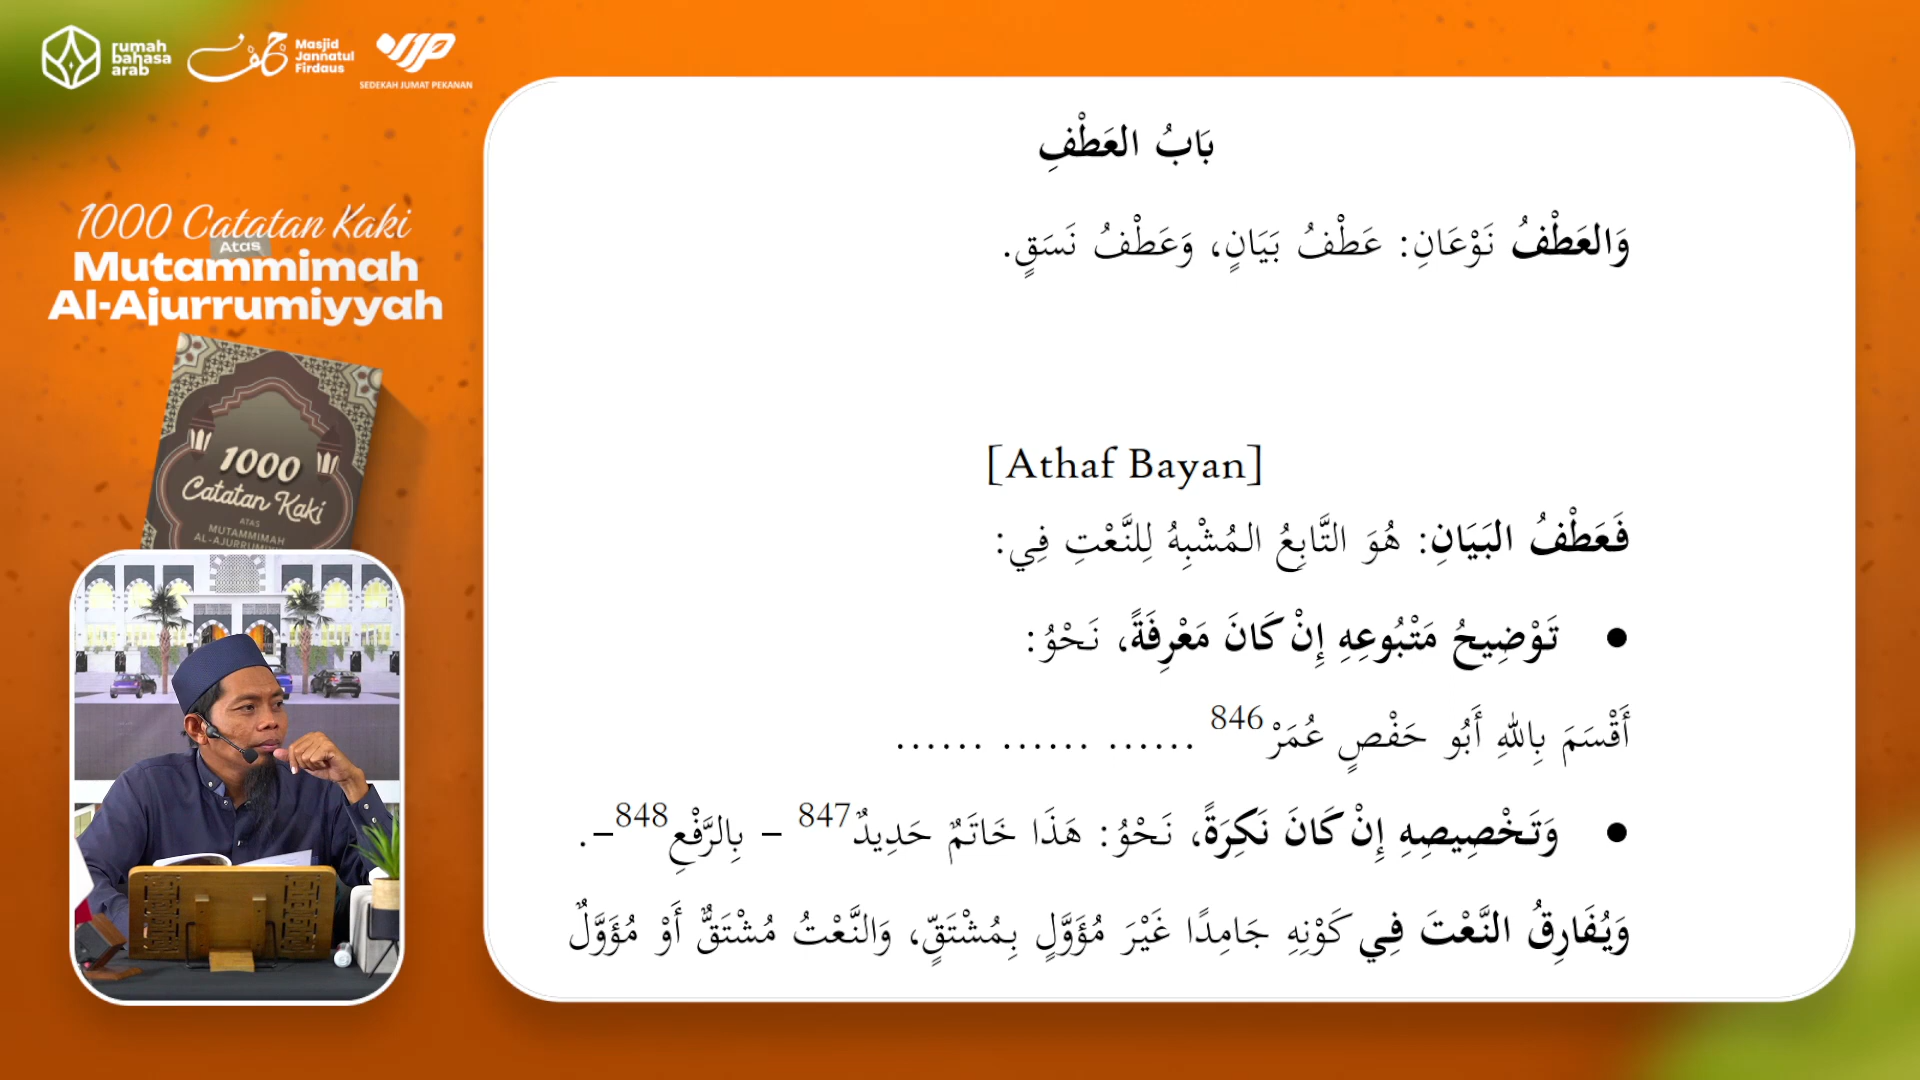 rumah
bahasa
arab
Masjid
Jannatul
Firdaus
VIP
SEDEKAH JUMAT PEKANAN
1000 Catatan Kaki
Atas
Mutammimah
Al-Ajurrumiyyah
1000
Catatan Kaki
ATAS
MUTAMMIMAH
بَابُ العَطْفِ
وَالعَطْفُ نَوْعَانِ: عَطْفُ بَيَانٍ، وَعَطْفُ نَسَقٍ.
[Athaf Bayan]
فَعَطْفُ البَيَانِ: هُوَ التَّابِعُ المُشْبِهُ لِلنَّعْتِ فِي:
● تَوْضِيحُ مَتْبُوعِهِ إِنْ كَانَ مَعْرِفَةً، نَحْوُ:
أَقْسَمَ بِاللهِ أَبُو حَفْصٍ عُمَرْ846 ...... ...... ......
● وَتَخْصِيصِهِ إِنْ كَانَ نَكِرَةً، نَحْوُ: هَذَا خَاتَمٌ حَدِيدٌ847 – بِالرَّفْعِ848–.
وَيُفَارِقُ النَّعْتَ فِي كَوْنِهِ جَامِدًا غَيْرَ مُؤَوَّلٍ بِمُشْتَقٍّ، وَالنَّعْتُ مُشْتَقٌّ أَوْ مُؤَوَّلٌ